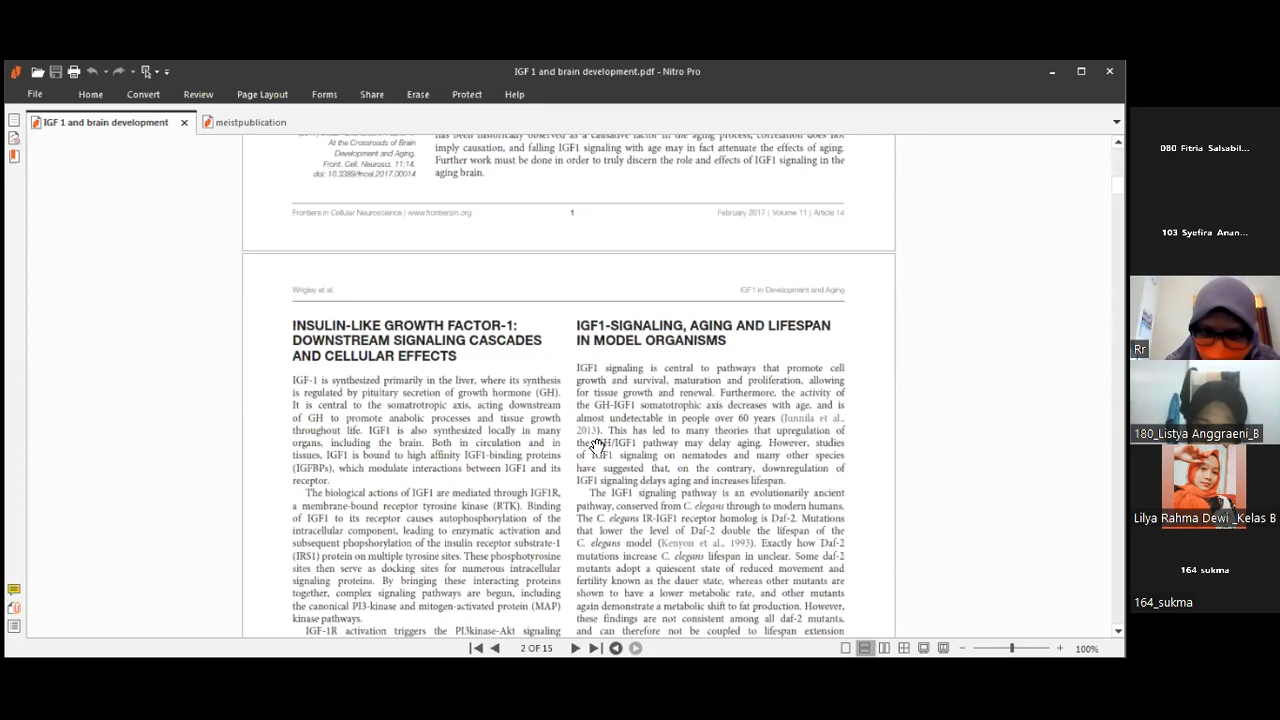 IGF 1 and brain development.pdf - Nitro Pro
File Home Convert Review Page Layout Forms Share Erase Protect Help
IGF 1 and brain development
meistpublication
At the Crossroads of Brain
Development and Aging.
Front. Cell. Neurosci. 11:14.
doi: 10.3389/fncel.2017.00014
has been historically observed as a causative factor in the aging process, correlation does not
imply causation, and falling IGF1 signaling with age may in fact attenuate the effects of aging.
Further work must be done in order to truly discern the role and effects of IGF1 signaling in the
aging brain.
Frontiers in Cellular Neuroscience | www.frontiersin.org
1
February 2017 | Volume 11 | Article 14
Wrigley et al.
IGF1 in Development and Aging
INSULIN-LIKE GROWTH FACTOR-1:
DOWNSTREAM SIGNALING CASCADES
AND CELLULAR EFFECTS
IGF-1 is synthesized primarily in the liver, where its synthesis
is regulated by pituitary secretion of growth hormone (GH).
It is central to the somatrotropic axis, acting downstream
of GH to promote anabolic processes and tissue growth
throughout life. IGF1 is also synthesized locally in many
organs, including the brain. Both in circulation and in
tissues, IGF1 is bound to high affinity IGF1-binding proteins
(IGFBPs), which modulate interactions between IGF1 and its
receptor.
The biological actions of IGF1 are mediated through IGF1R,
a membrane-bound receptor tyrosine kinase (RTK). Binding
of IGF1 to its receptor causes autophosphorylation of the
intracellular component, leading to enzymatic activation and
subsequent phosphorylation of the insulin receptor substrate-1
(IRS1) protein on multiple tyrosine sites. These phosphotyrosine
sites then serve as docking sites for numerous intracellular
signaling proteins. By bringing these interacting proteins
together, complex signaling pathways are begun, including
the canonical PI3-kinase and mitogen-activated protein (MAP)
kinase pathways.
IGF-1R activation triggers the PI3kinase-Akt signaling
IGF1-SIGNALING, AGING AND LIFESPAN
IN MODEL ORGANISMS
IGF1 signaling is central to pathways that promote cell
growth and survival, maturation and proliferation, allowing
for tissue growth and renewal. Furthermore, the activity of
the GH-IGF1 somatotrophic axis decreases with age, and is
almost undetectable in people over 60 years (Junnila et al.,
2013). This has led to many theories that upregulation of
the GH/IGF1 pathway may delay aging. However, studies
of IGF1 signaling on nematodes and many other species
have suggested that, on the contrary, downregulation of
IGF1 signaling delays aging and increases lifespan.
The IGF1 signaling pathway is an evolutionarily ancient
pathway, conserved from C. elegans through to modern humans.
The C. elegans IR-IGF1 receptor homolog is Daf-2. Mutations
that lower the level of Daf-2 double the lifespan of the
C. elegans model (Kenyon et al., 1993). Exactly how Daf-2
mutations increase C. elegans lifespan in unclear. Some daf-2
mutants adopt a quiescent state of reduced movement and
fertility known as the dauer state, whereas other mutants are
shown to have a lower metabolic rate, and other mutants
again demonstrate a metabolic shift to fat production. However,
these findings are not consistent among all daf-2 mutants,
and can therefore not be coupled to lifespan extension
2 OF 15
100%
080 Fitria Salsabil...
103 Syefira Anan...
Rr
180_Listya Anggraeni_B
Lilya Rahma Dewi _Kelas B
164 sukma
164_sukma